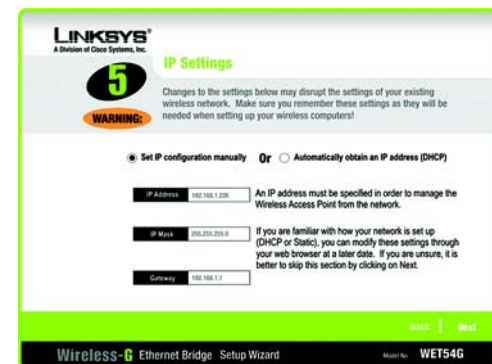 LINKSYS®
A Division of Cisco Systems, Inc.
5
IP Settings
WARNING:
Changes to the settings below may disrupt the settings of your existing
wireless network. Make sure you remember these settings as they will be
needed when setting up your wireless computers!
Set IP configuration manually Or Automatically obtain an IP address (DHCP)
IP Address 192.168.1.226
An IP address must be specified in order to manage the
Wireless Access Point from the network.
IP Mask 255.255.255.0
If you are familiar with how your network is set up
(DHCP or Static), you can modify these settings through
your web browser at a later date. If you are unsure, it is
better to skip this section by clicking on Next.
Gateway 192.168.1.1
Back | Next
Wireless-G Ethernet Bridge Setup Wizard
Model No. WET54G